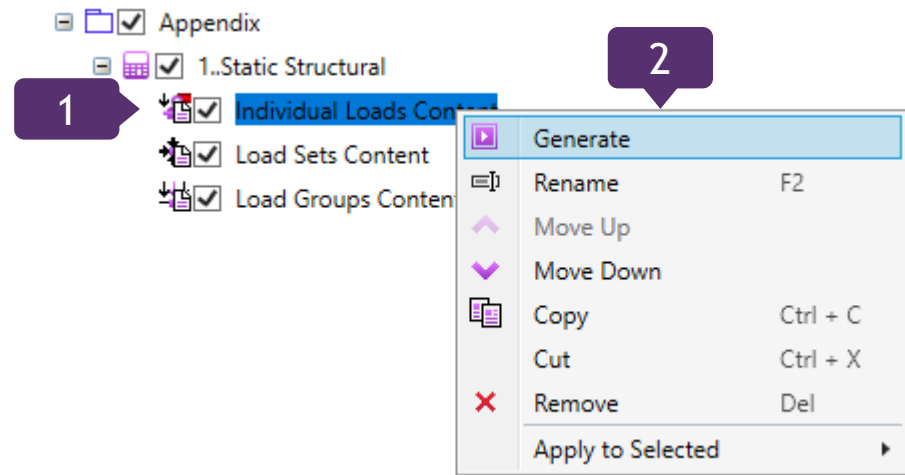 Appendix
1..Static Structural
2
1
Individual Loads Content
Generate
Load Sets Content
Rename F2
Load Groups Conten
Move Up
Move Down
Copy Ctrl + C
Cut Ctrl + X
Remove Del
Apply to Selected